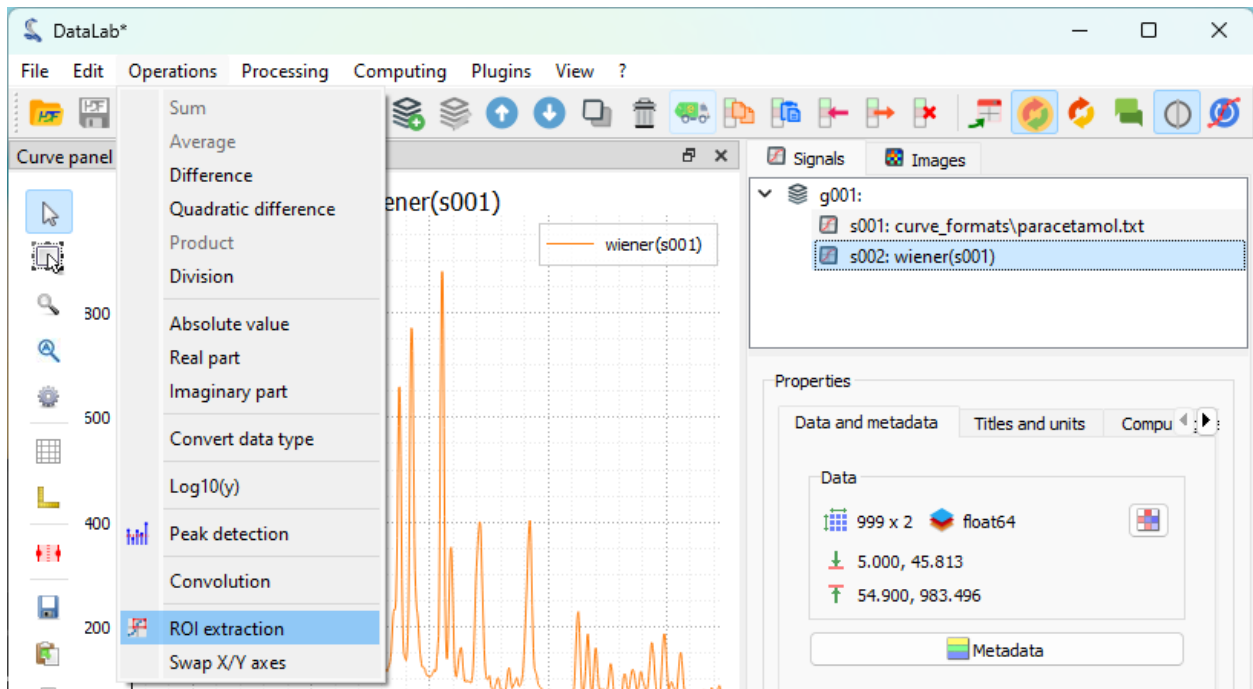 DataLab*
File Edit Operations Processing Computing Plugins View ?
Curve panel
Sum
Average
Difference
Quadratic difference
Product
Division
Absolute value
Real part
Imaginary part
Convert data type
Log10(y)
Peak detection
Convolution
ROI extraction
Swap X/Y axes
ener(s001)
wiener(s001)
800
600
400
200
Signals Images
g001:
s001: curve_formats\paracetamol.txt
s002: wiener(s001)
Properties
Data and metadata Titles and units Compu
Data
999 x 2 float64
5.000, 45.813
54.900, 983.496
Metadata